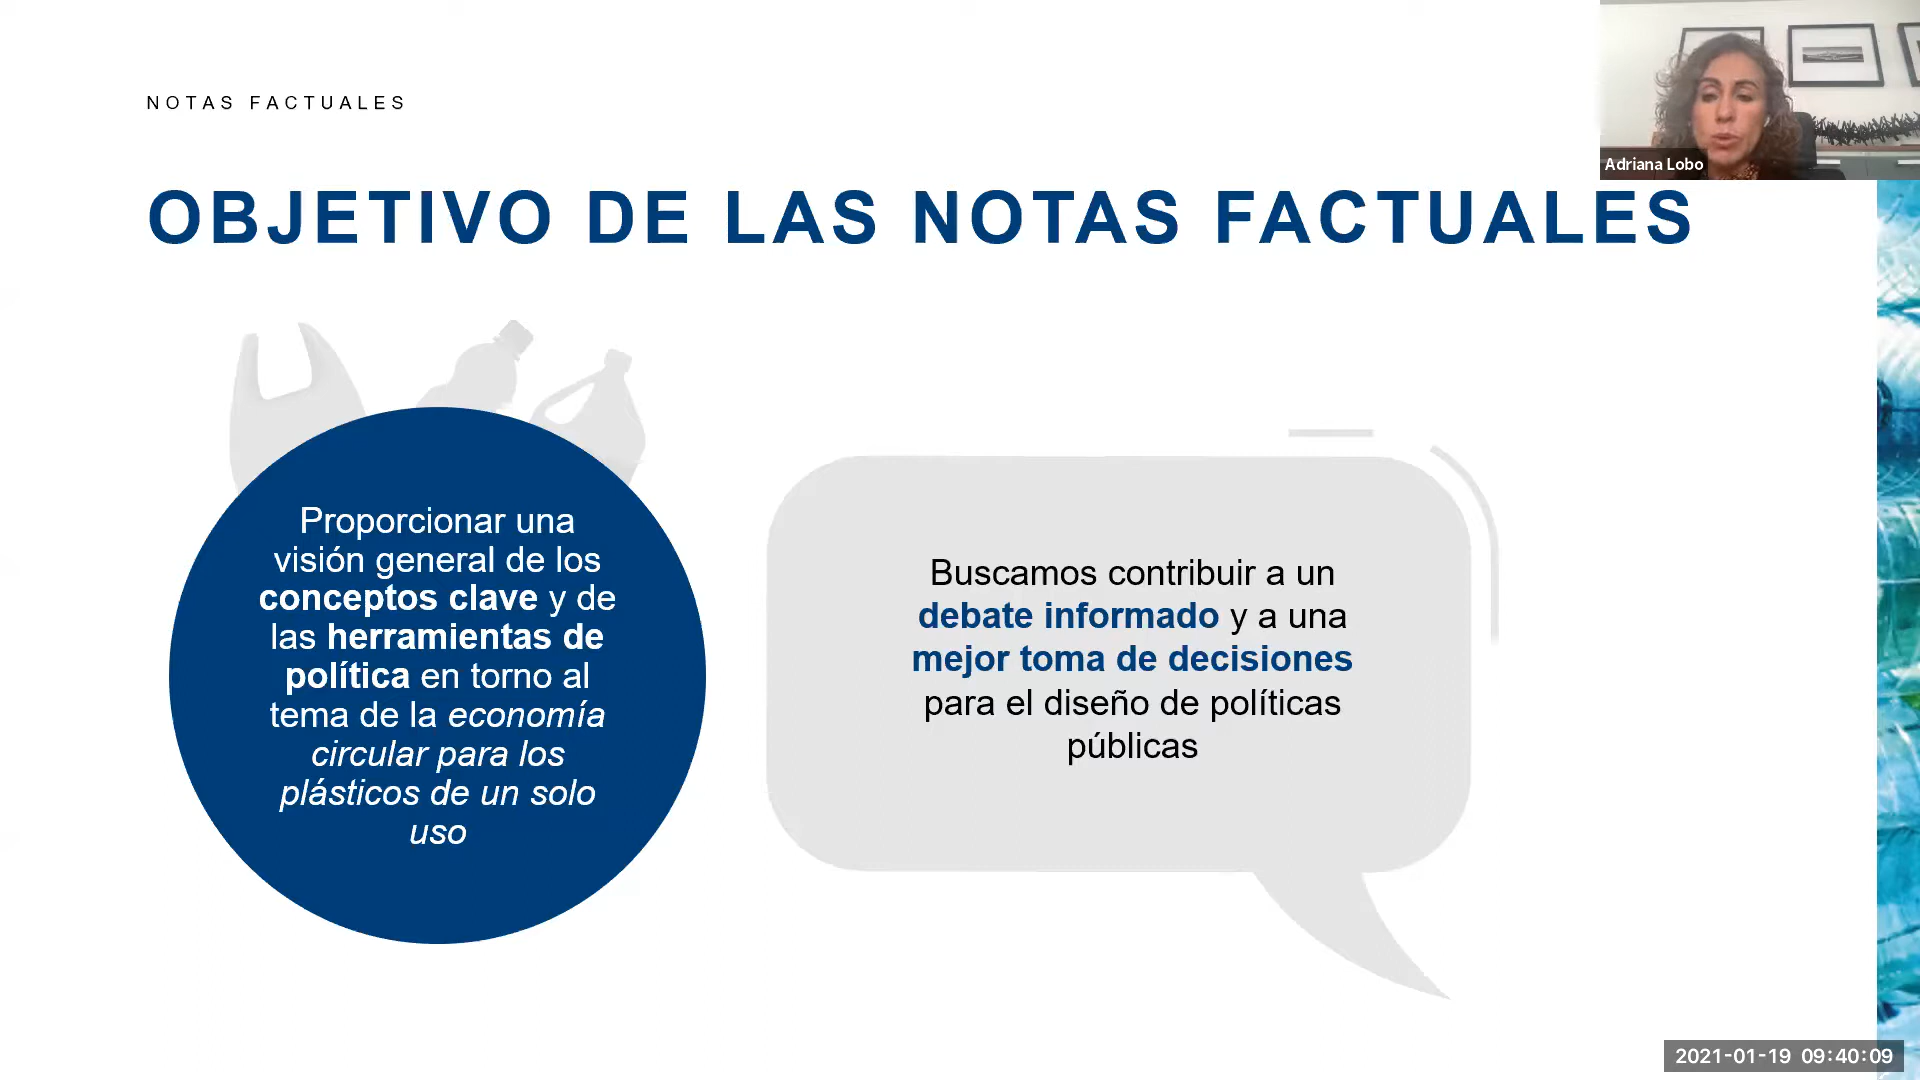 NOTAS FACTUALES
Adriana Lobo
OBJETIVO DE LAS NOTAS FACTUALES
Proporcionar una
visión general de los
conceptos clave y de
las herramientas de
política en torno al
tema de la economía
circular para los
plásticos de un solo
uso
Buscamos contribuir a un
debate informado y a una
mejor toma de decisiones
para el diseño de políticas
públicas
2021-01-19 09:40:09